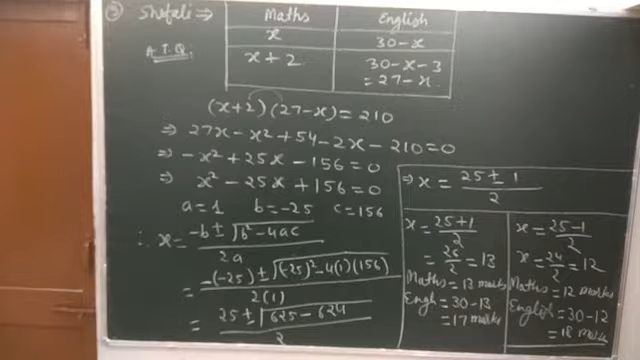 ③ Shefali ⇒
Maths English
x 30-x
A.T.Q. x+2 30-x-3
= 27-x
(x+2)(27-x)=210
⇒ 27x-x²+54-2x-210=0
⇒ -x²+25x-156=0
⇒ x²-25x+156=0
a=1 b=-25 c=156
∴ x= -b±√b²-4ac / 2a
= -(-25)±√(-25)²-4(1)(156) / 2(1)
= 25±√625-624 / 2
⇒ x = 25±1 / 2
x=25+1 / 2
= 26/2 = 13
Maths = 13 marks
Engh = 30-13
= 17 marks
x=25-1 / 2
x=24/2=12
Maths = 12 marks
English = 30-12
= 18 marks